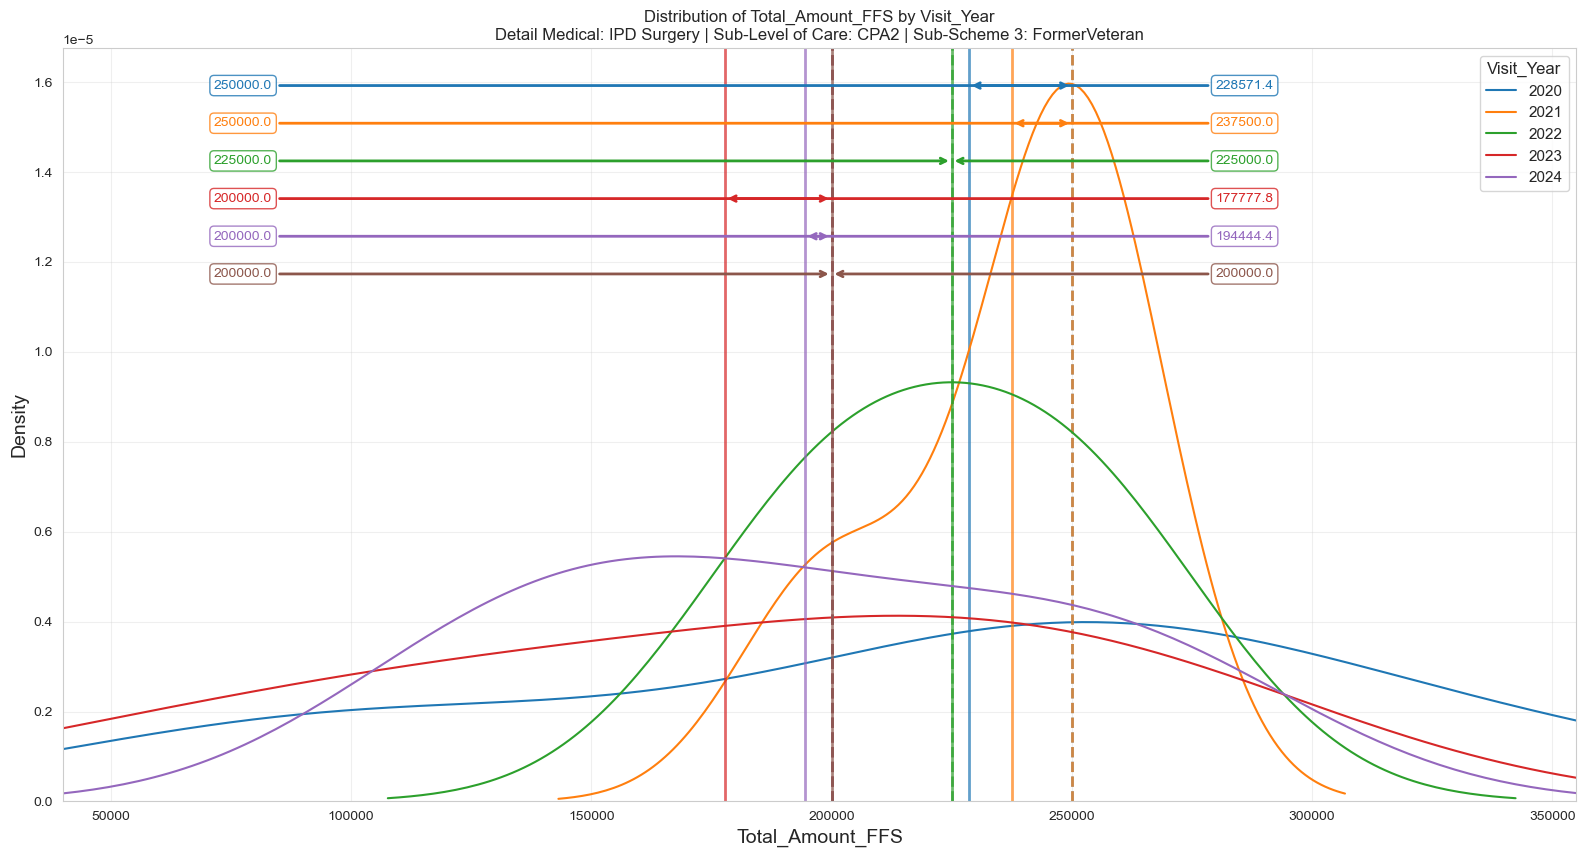 Distribution of Total_Amount_FFS by Visit_Year
Detail Medical: IPD Surgery | Sub-Level of Care: CPA2 | Sub-Scheme 3: FormerVeteran
1e−5
Visit_Year
2020
2021
2022
2023
2024
250000.0 228571.4
250000.0 237500.0
225000.0 225000.0
200000.0 177777.8
200000.0 194444.4
200000.0 200000.0
1.6
1.4
1.2
1.0
0.8
0.6
0.4
0.2
0.0
Density
50000 100000 150000 200000 250000 300000 350000
Total_Amount_FFS